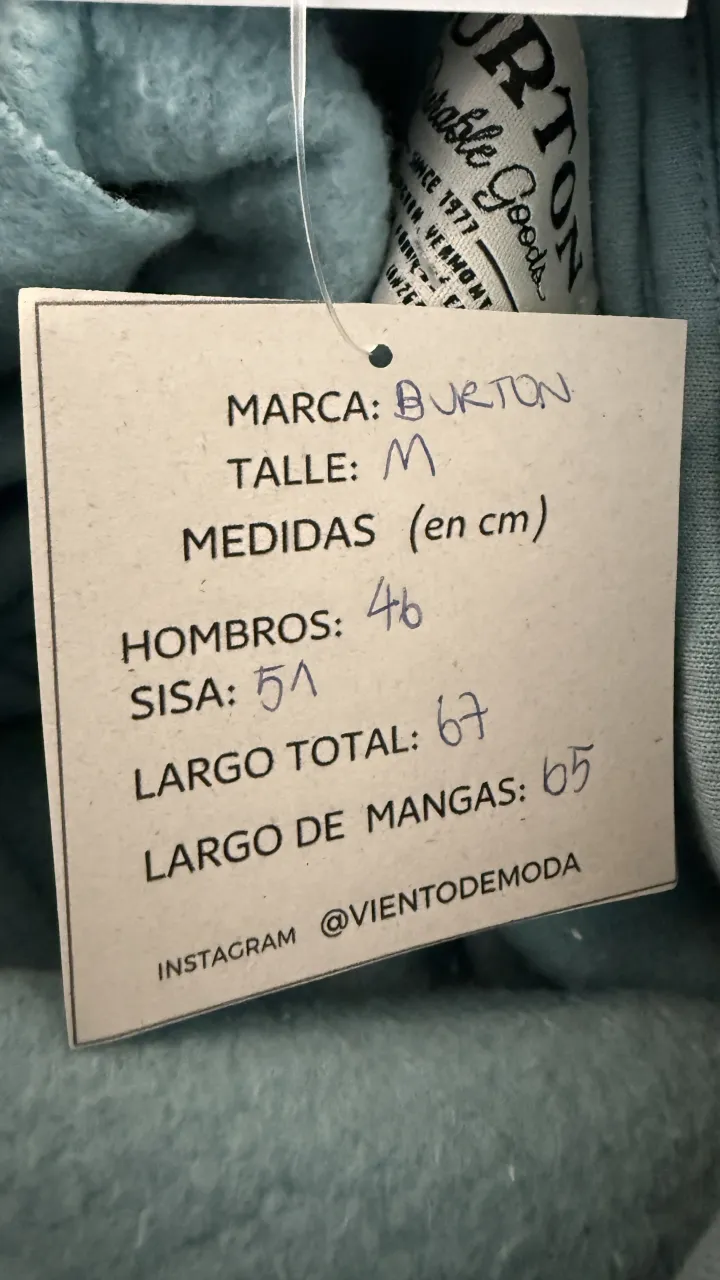 URTON
Goods
SINCE 1977
VERMONT
MARCA: BURTON
TALLE: M
MEDIDAS (en cm)
HOMBROS: 46
SISA: 51
LARGO TOTAL: 67
LARGO DE MANGAS: 65
INSTAGRAM @VIENTODEMODA